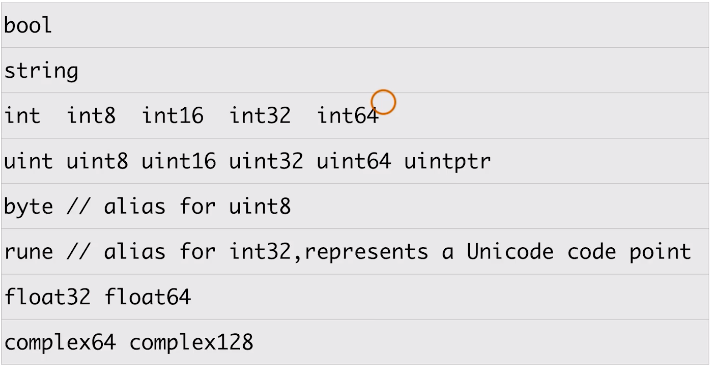 bool
string
int  int8  int16  int32  int64
uint uint8 uint16 uint32 uint64 uintptr
byte // alias for uint8
rune // alias for int32,represents a Unicode code point
float32 float64
complex64 complex128